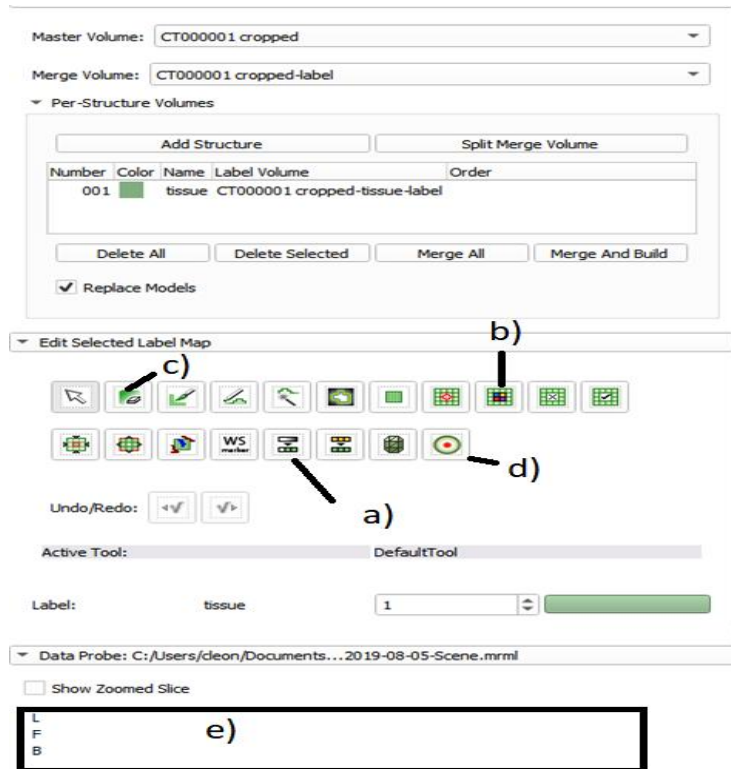 Master Volume: CT000001 cropped
Merge Volume: CT000001 cropped-label
Per-Structure Volumes
Add Structure Split Merge Volume
Number Color Name Label Volume Order
001 tissue CT000001 cropped-tissue-label
Delete All Delete Selected Merge All Merge And Build
Replace Models
Edit Selected Label Map
b)
c)
WS marker
d)
a)
Undo/Redo:
Active Tool: DefaultTool
Label: tissue 1
Data Probe: C:/Users/cleon/Documents...2019-08-05-Scene.mrml
Show Zoomed Slice
L
F e)
B